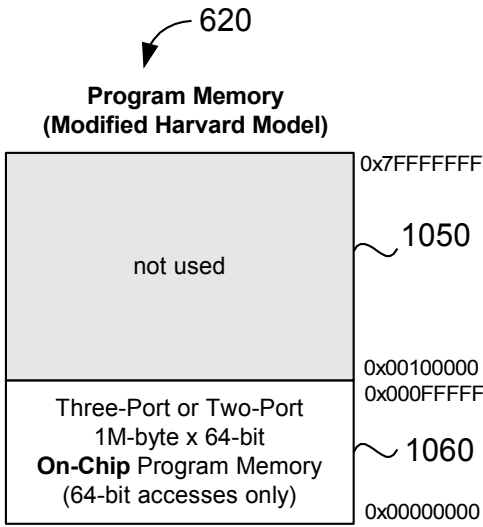 620
Program Memory
(Modified Harvard Model)
0x7FFFFFFF
1050
not used
0x00100000
0x000FFFFF
Three-Port or Two-Port
1M-byte x 64-bit
On-Chip Program Memory
(64-bit accesses only)
1060
0x00000000